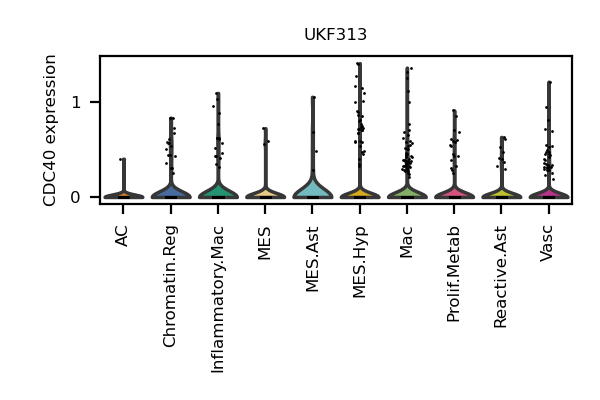 UKF313
CDC40 expression
1
0
AC
Chromatin.Reg
Inflammatory.Mac
MES
MES.Ast
MES.Hyp
Mac
Prolif.Metab
Reactive.Ast
Vasc